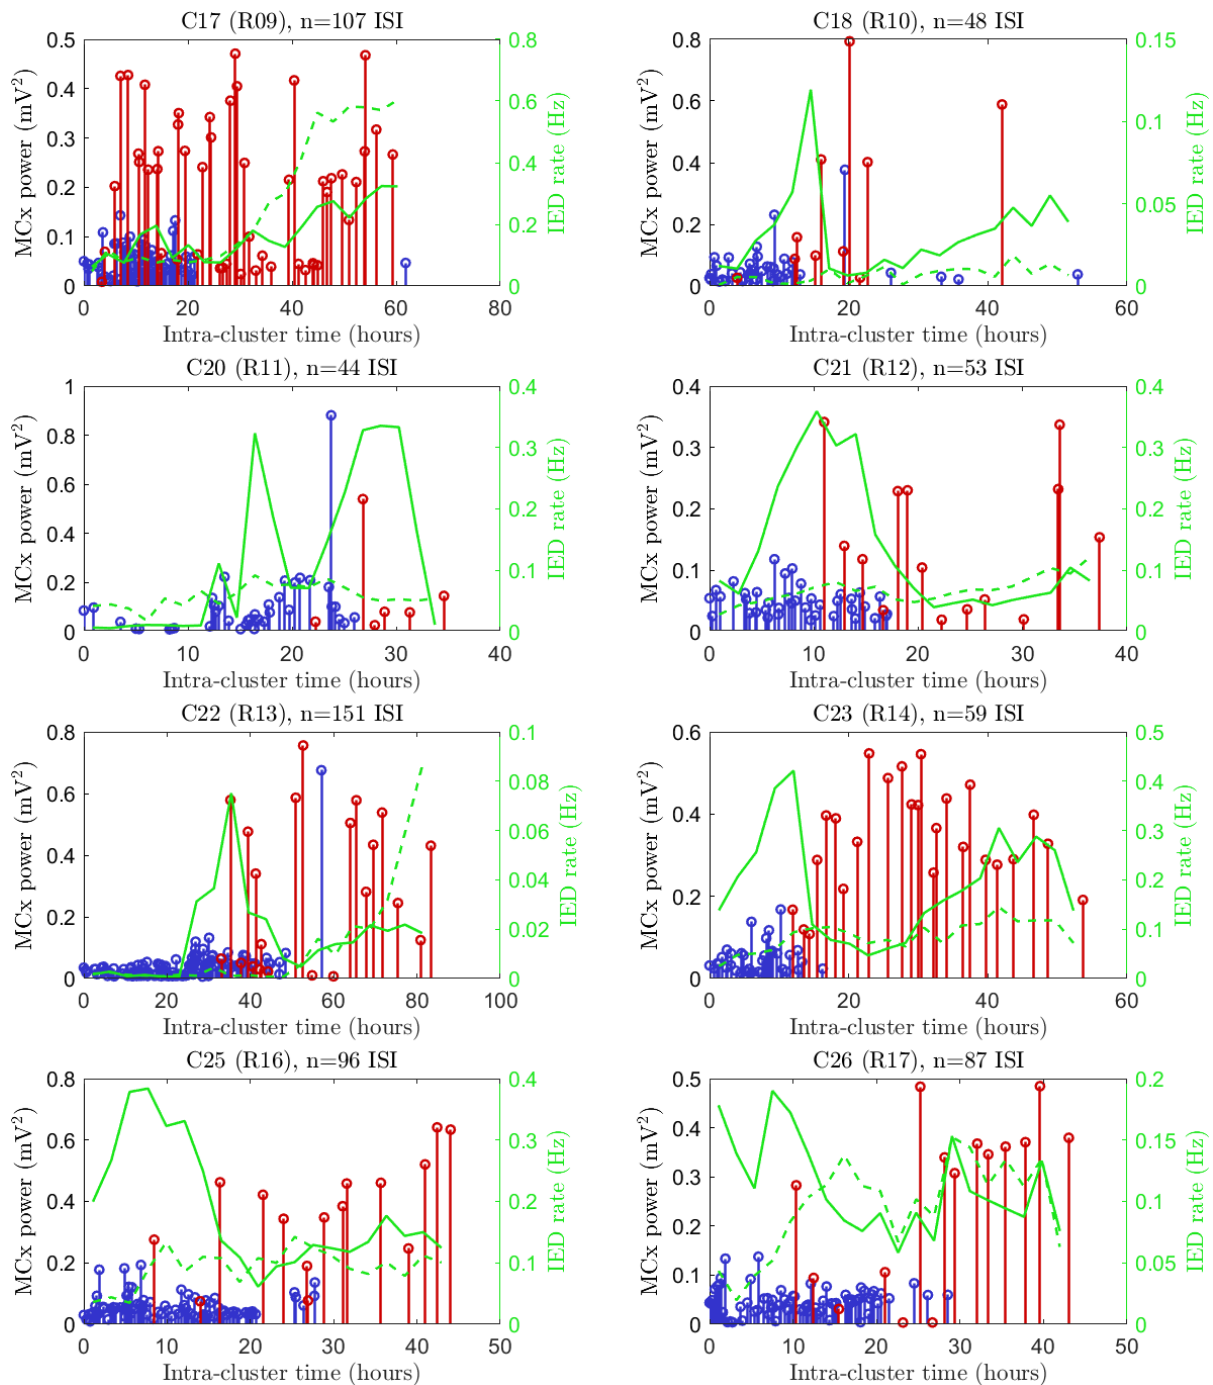 C17 (R09), n=107 ISI
MCx power (mV²)
0.5
0.4
0.3
0.2
0.1
0
0.8
0.6
0.4
0.2
0
IED rate (Hz)
0 20 40 60 80
Intra-cluster time (hours)
C18 (R10), n=48 ISI
MCx power (mV²)
0.8
0.6
0.4
0.2
0
0.15
0.1
0.05
0
IED rate (Hz)
0 20 40 60
Intra-cluster time (hours)
C20 (R11), n=44 ISI
MCx power (mV²)
1
0.8
0.6
0.4
0.2
0
0.4
0.3
0.2
0.1
0
IED rate (Hz)
0 10 20 30 40
Intra-cluster time (hours)
C21 (R12), n=53 ISI
MCx power (mV²)
0.4
0.3
0.2
0.1
0
0.4
0.3
0.2
0.1
0
IED rate (Hz)
0 10 20 30 40
Intra-cluster time (hours)
C22 (R13), n=151 ISI
MCx power (mV²)
0.8
0.6
0.4
0.2
0
0.1
0.08
0.06
0.04
0.02
0
IED rate (Hz)
0 20 40 60 80 100
Intra-cluster time (hours)
C23 (R14), n=59 ISI
MCx power (mV²)
0.6
0.4
0.2
0
0.5
0.4
0.3
0.2
0.1
0
IED rate (Hz)
0 20 40 60
Intra-cluster time (hours)
C25 (R16), n=96 ISI
MCx power (mV²)
0.8
0.6
0.4
0.2
0
0.4
0.3
0.2
0.1
0
IED rate (Hz)
0 10 20 30 40 50
Intra-cluster time (hours)
C26 (R17), n=87 ISI
MCx power (mV²)
0.5
0.4
0.3
0.2
0.1
0
0.2
0.15
0.1
0.05
0
IED rate (Hz)
0 10 20 30 40 50
Intra-cluster time (hours)